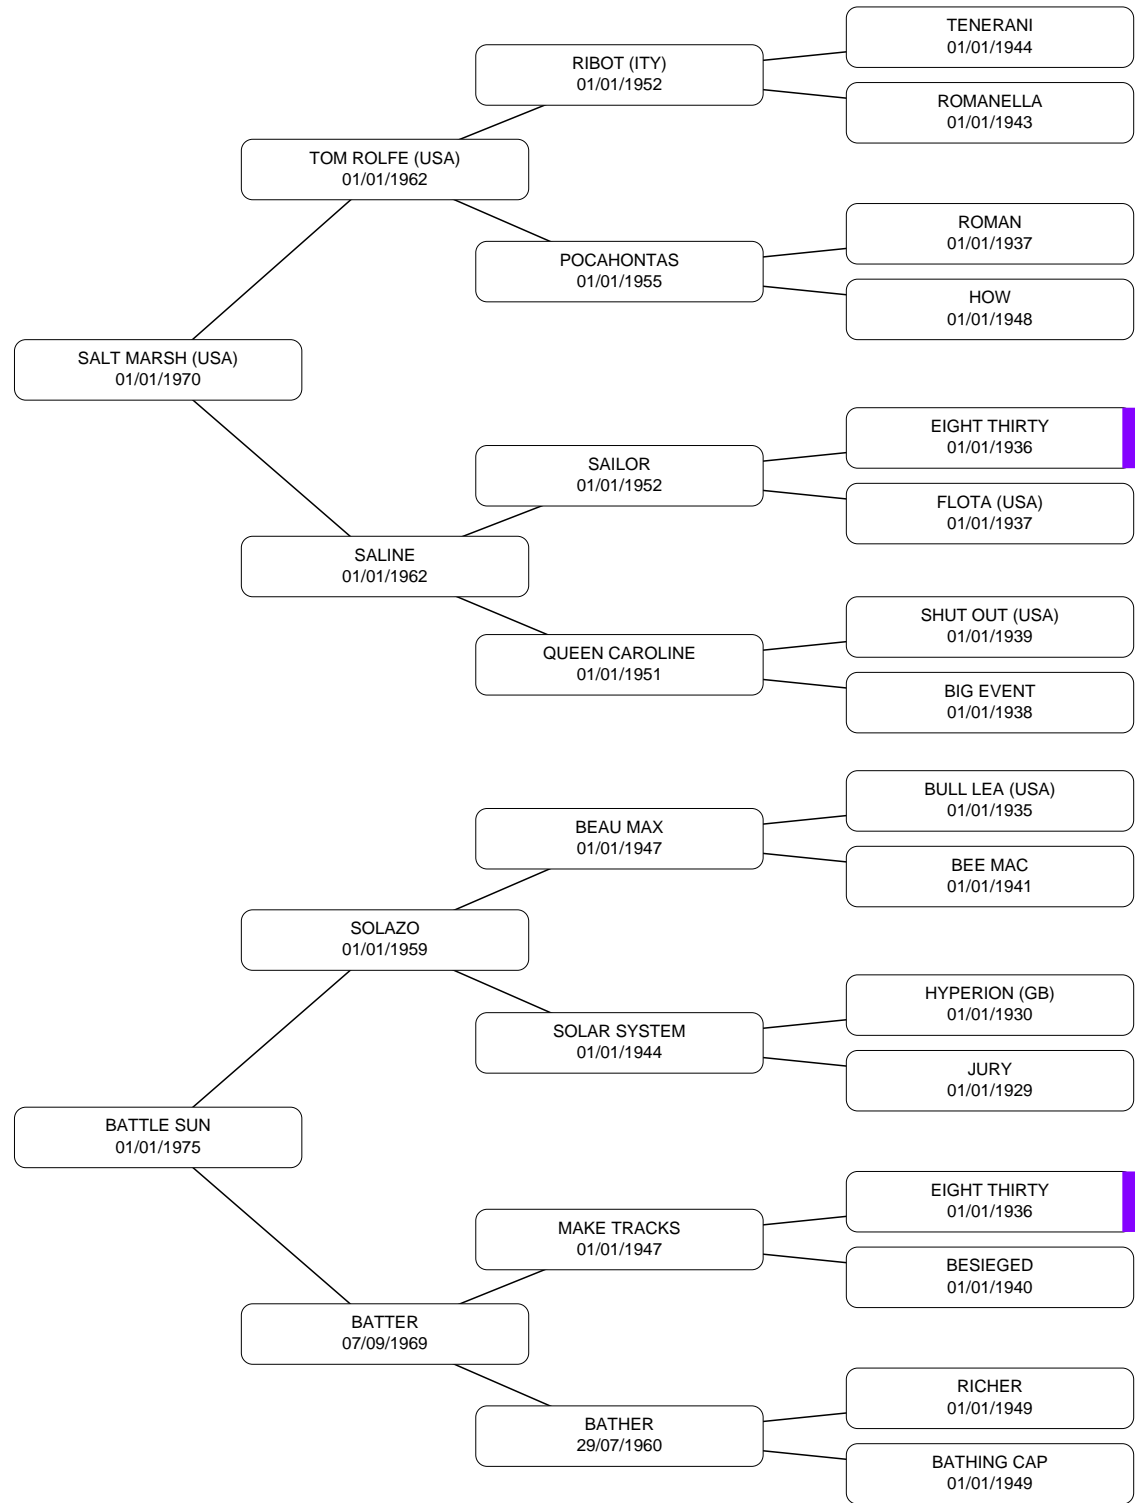 TENERANI
01/01/1944
RIBOT (ITY)
01/01/1952
ROMANELLA
01/01/1943
TOM ROLFE (USA)
01/01/1962
ROMAN
01/01/1937
POCAHONTAS
01/01/1955
HOW
01/01/1948
SALT MARSH (USA)
01/01/1970
EIGHT THIRTY
01/01/1936
SAILOR
01/01/1952
FLOTA (USA)
01/01/1937
SALINE
01/01/1962
SHUT OUT (USA)
01/01/1939
QUEEN CAROLINE
01/01/1951
BIG EVENT
01/01/1938
BULL LEA (USA)
01/01/1935
BEAU MAX
01/01/1947
BEE MAC
01/01/1941
SOLAZO
01/01/1959
HYPERION (GB)
01/01/1930
SOLAR SYSTEM
01/01/1944
JURY
01/01/1929
BATTLE SUN
01/01/1975
EIGHT THIRTY
01/01/1936
MAKE TRACKS
01/01/1947
BESIEGED
01/01/1940
BATTER
07/09/1969
RICHER
01/01/1949
BATHER
29/07/1960
BATHING CAP
01/01/1949